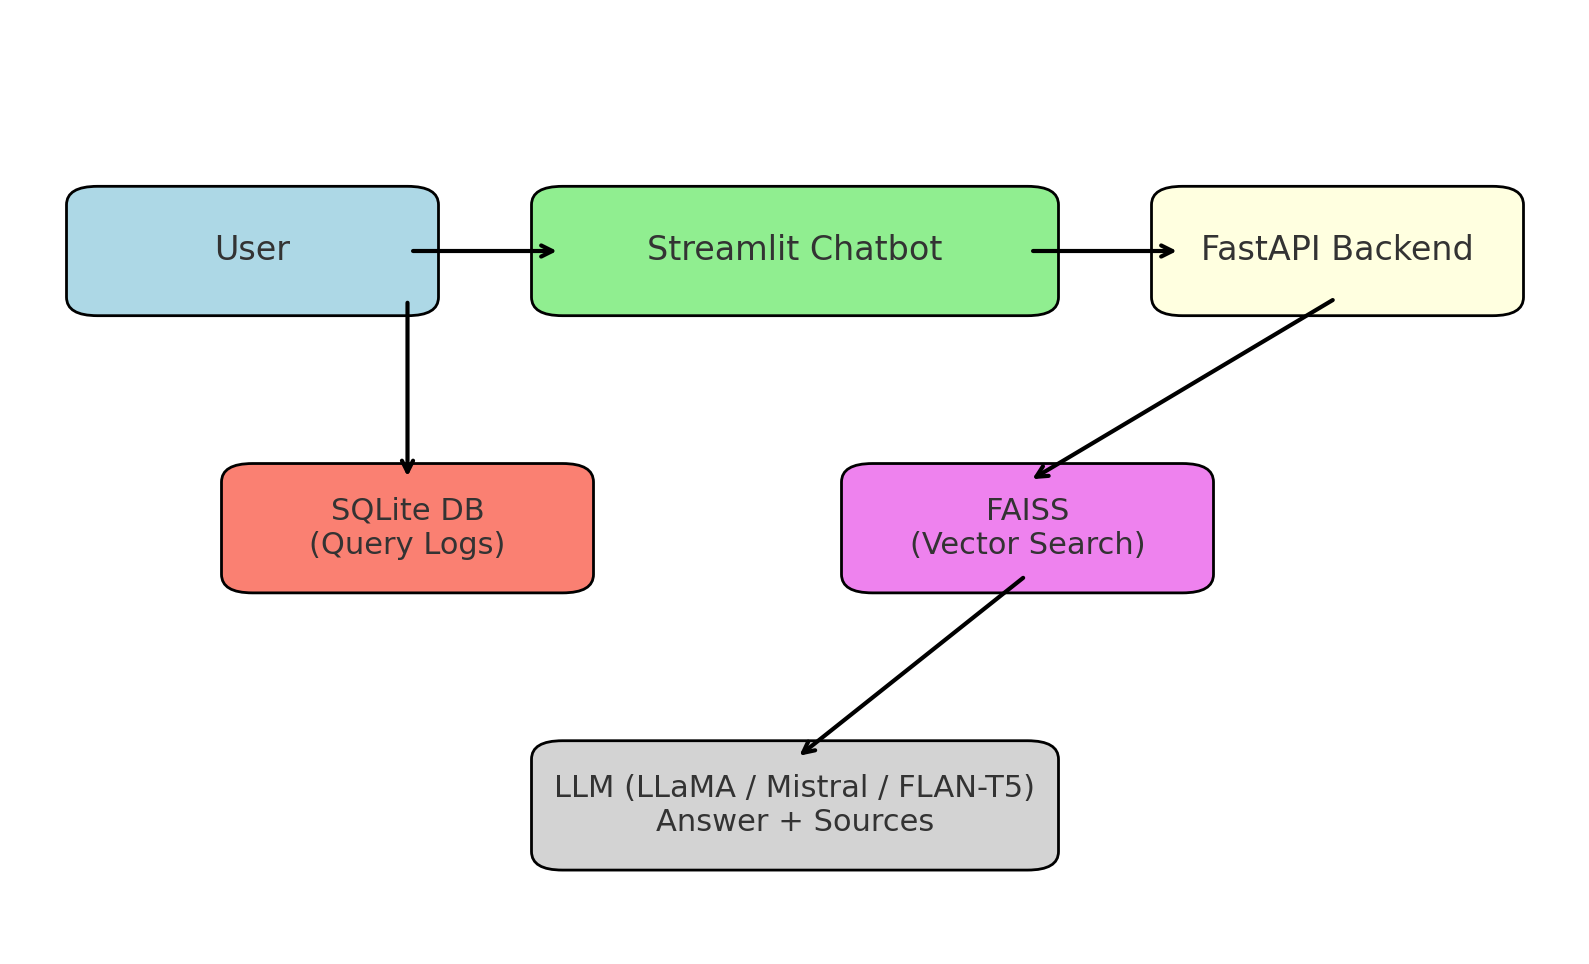 User
Streamlit Chatbot
FastAPI Backend
SQLite DB
(Query Logs)
FAISS
(Vector Search)
LLM (LLaMA / Mistral / FLAN-T5)
Answer + Sources